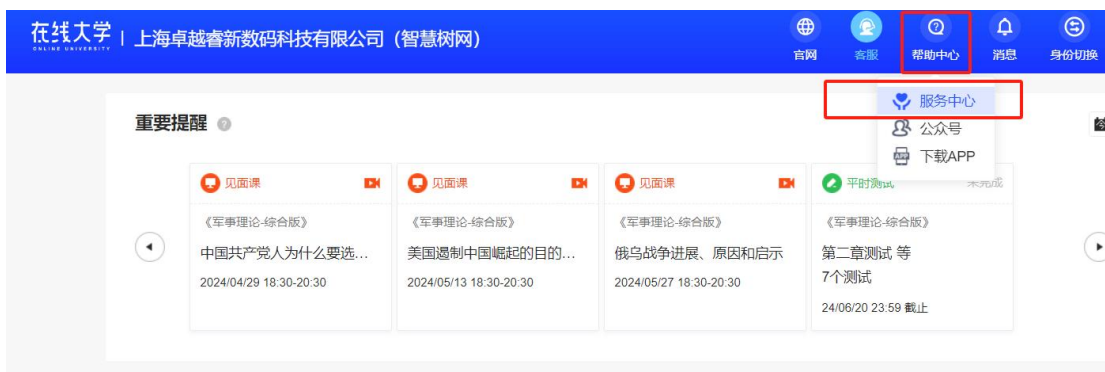 在线大学 | 上海卓越睿新数码科技有限公司（智慧树网）
ONLINE UNIVERSITY
官网 客服 帮助中心 消息 身份切换
服务中心
公众号
APP 下载APP
重要提醒
见面课
《军事理论-综合版》
中国共产党人为什么要选...
2024/04/29 18:30-20:30
见面课
《军事理论-综合版》
美国遏制中国崛起的目的...
2024/05/13 18:30-20:30
见面课
《军事理论-综合版》
俄乌战争进展、原因和启示
2024/05/27 18:30-20:30
平时测试 未完成
《军事理论-综合版》
第二章测试 等
7个测试
24/06/20 23:59 截止